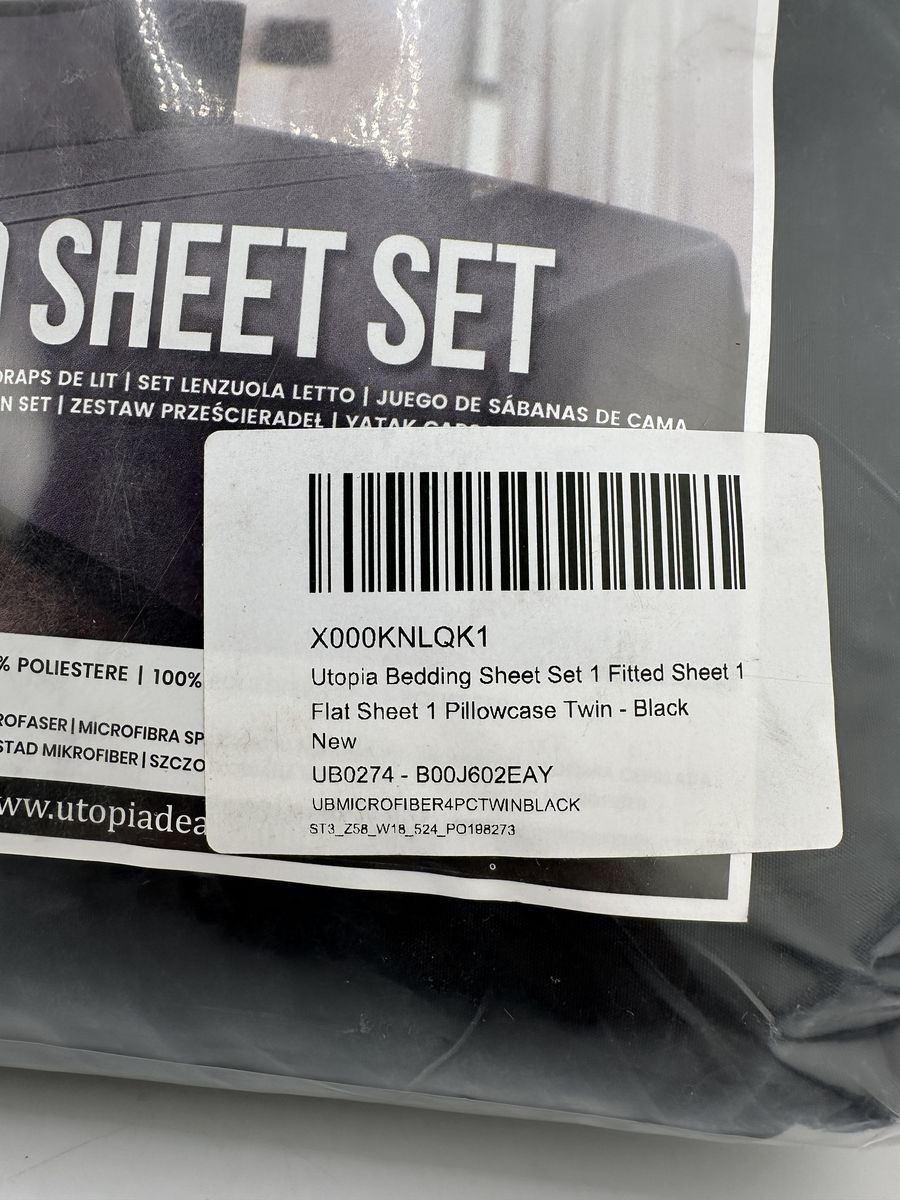 SHEET SET
DRAPS DE LIT | SET LENZUOLA LETTO | JUEGO DE SÁBANAS DE CAMA
N SET | ZESTAW PRZEŚCIERADEŁ | YATAK
X000KNLQK1
Utopia Bedding Sheet Set 1 Fitted Sheet 1
Flat Sheet 1 Pillowcase Twin - Black
New
UB0274 - B00J602EAY
UBMICROFIBER4PCTWINBLACK
ST3_Z58_W18_524_PO198273
% POLIESTERE | 100%
ROFASER | MICROFIBRA SP
STAD MIKROFIBER | SZCZO
ww.utopiadea